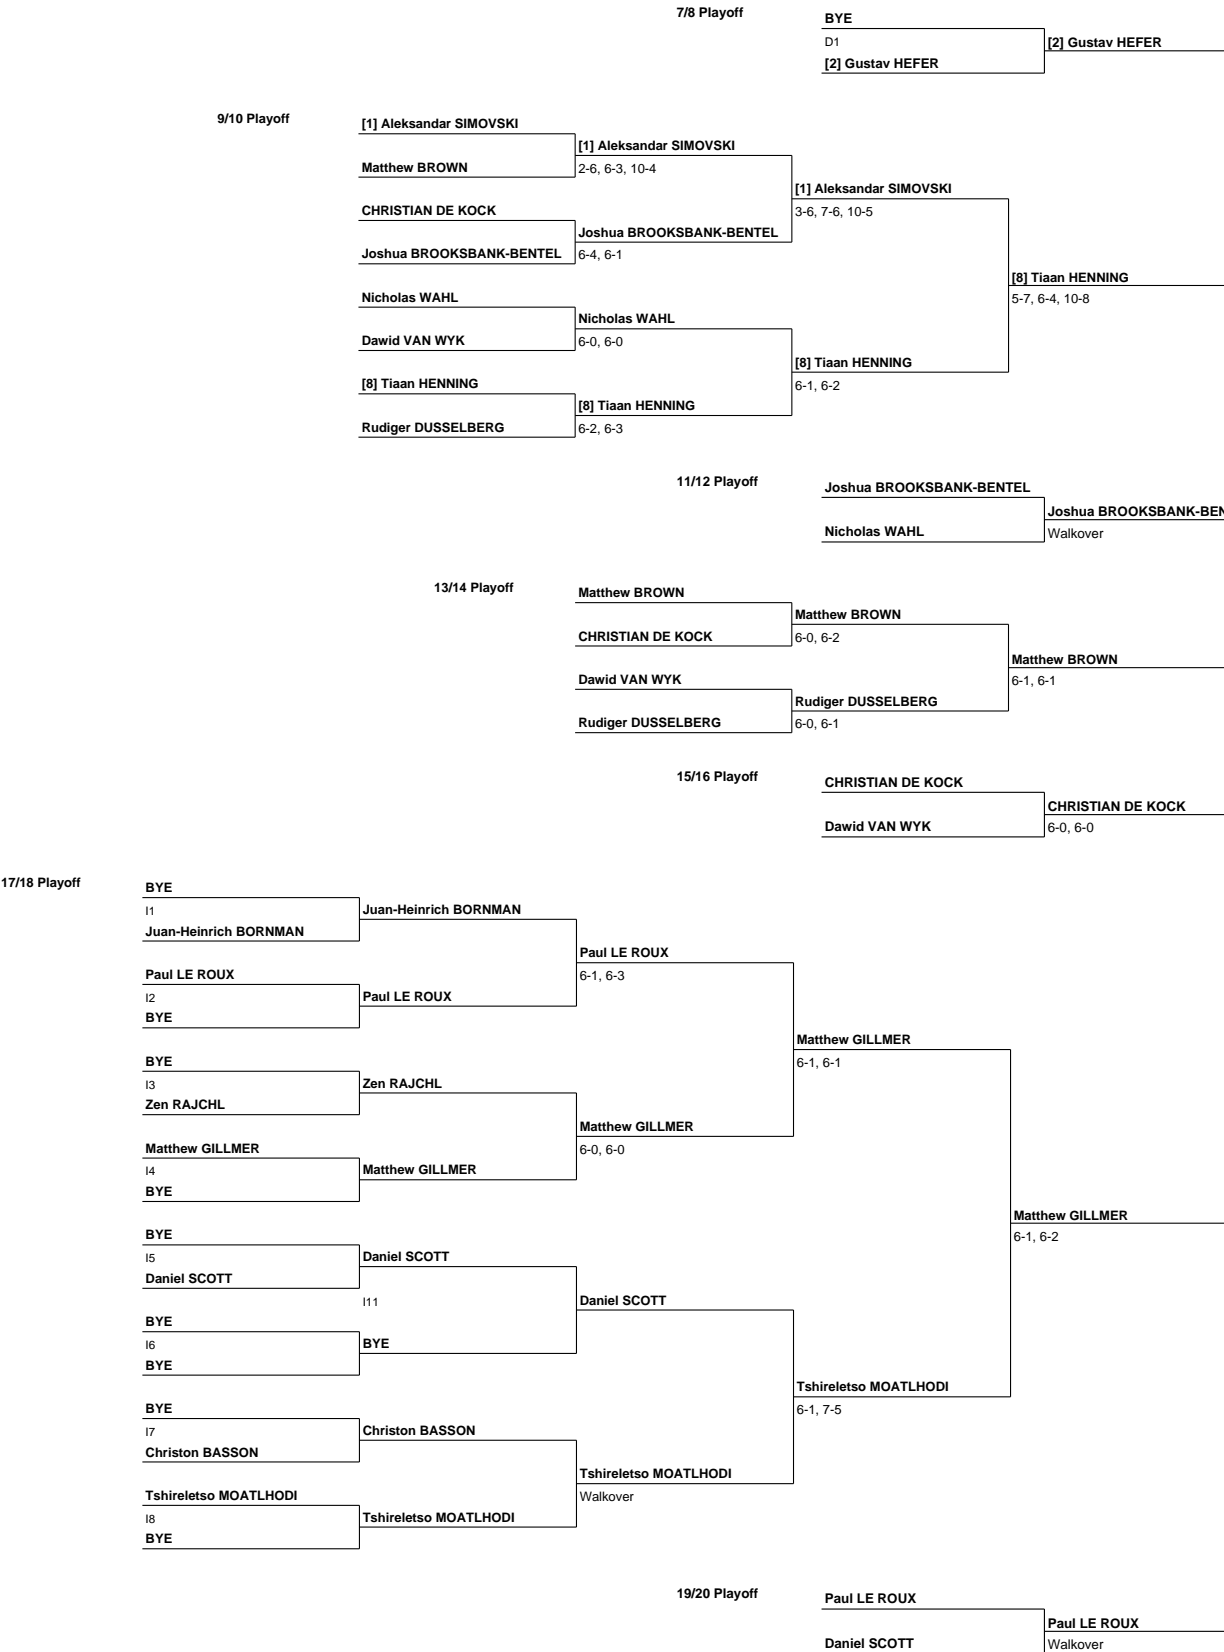 7/8 Playoff
BYE
D1
[2] Gustav HEFER
[2] Gustav HEFER
9/10 Playoff
[1] Aleksandar SIMOVSKI
[1] Aleksandar SIMOVSKI
Matthew BROWN
2-6, 6-3, 10-4
[1] Aleksandar SIMOVSKI
CHRISTIAN DE KOCK
3-6, 7-6, 10-5
Joshua BROOKSBANK-BENTEL
Joshua BROOKSBANK-BENTEL
6-4, 6-1
[8] Tiaan HENNING
Nicholas WAHL
5-7, 6-4, 10-8
Nicholas WAHL
Dawid VAN WYK
6-0, 6-0
[8] Tiaan HENNING
[8] Tiaan HENNING
6-1, 6-2
[8] Tiaan HENNING
Rudiger DUSSELBERG
6-2, 6-3
11/12 Playoff
Joshua BROOKSBANK-BENTEL
Joshua BROOKSBANK-BEN
Nicholas WAHL
Walkover
13/14 Playoff
Matthew BROWN
Matthew BROWN
CHRISTIAN DE KOCK
6-0, 6-2
Matthew BROWN
Dawid VAN WYK
6-1, 6-1
Rudiger DUSSELBERG
Rudiger DUSSELBERG
6-0, 6-1
15/16 Playoff
CHRISTIAN DE KOCK
CHRISTIAN DE KOCK
Dawid VAN WYK
6-0, 6-0
17/18 Playoff
BYE
I1
Juan-Heinrich BORNMAN
Juan-Heinrich BORNMAN
Paul LE ROUX
Paul LE ROUX
6-1, 6-3
I2
Paul LE ROUX
BYE
Matthew GILLMER
BYE
6-1, 6-1
I3
Zen RAJCHL
Zen RAJCHL
Matthew GILLMER
Matthew GILLMER
6-0, 6-0
I4
Matthew GILLMER
BYE
Matthew GILLMER
BYE
6-1, 6-2
I5
Daniel SCOTT
Daniel SCOTT
I11
Daniel SCOTT
BYE
I6
BYE
BYE
Tshireletso MOATLHODI
BYE
6-1, 7-5
I7
Christon BASSON
Christon BASSON
Tshireletso MOATLHODI
Tshireletso MOATLHODI
Walkover
I8
Tshireletso MOATLHODI
BYE
19/20 Playoff
Paul LE ROUX
Paul LE ROUX
Daniel SCOTT
Walkover